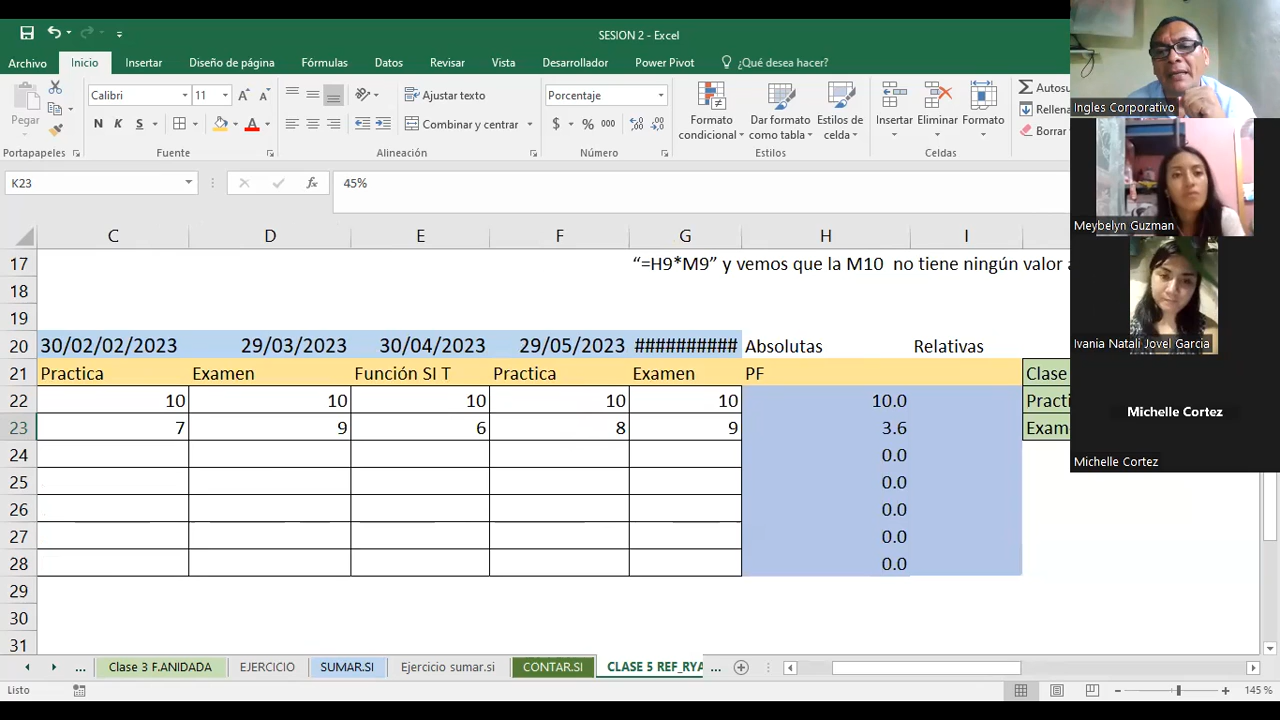 SESION 2 - Excel
Archivo Inicio Insertar Diseño de página Fórmulas Datos Revisar Vista Desarrollador Power Pivot ¿Qué desea hacer?
Pegar
Calibri 11
N K S
Ajustar texto
Combinar y centrar
Porcentaje
$ % 000
Formato condicional
Dar formato como tabla
Estilos de celda
Insertar
Eliminar
Formato
Autosu
Rellena
Borrar
Portapapeles Fuente Alineación Número Estilos Celdas
K23 fx 45%
C D E F G H I
17 “=H9*M9” y vemos que la M10 no tiene ningún valor
18
19
20 30/02/02/2023 29/03/2023 30/04/2023 29/05/2023 ########## Absolutas Relativas
21 Practica Examen Función SI T Practica Examen PF Clase
22 10 10 10 10 10 10.0 Practi
23 7 9 6 8 9 3.6 Exam
24 0.0
25 0.0
26 0.0
27 0.0
28 0.0
29
30
31
... Clase 3 F.ANIDADA EJERCICIO SUMAR.SI Ejercicio sumar.si CONTAR.SI CLASE 5 REF_RYA ...
Listo 145 %
Ingles Corporativo
Meybelyn Guzman
Ivania Natali Jovel Garcia
Michelle Cortez
Michelle Cortez